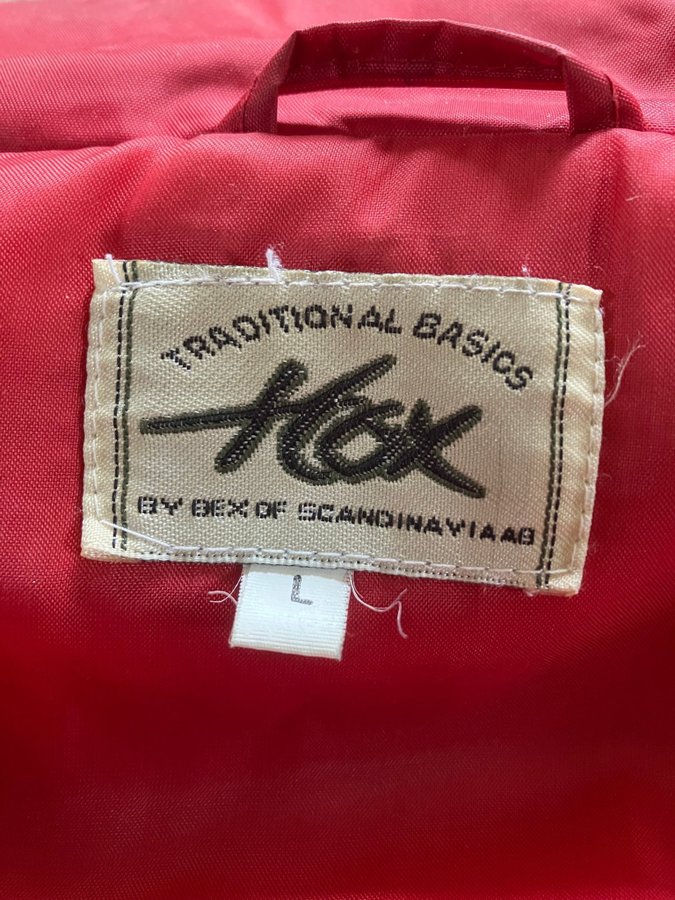 TRADITIONAL BASICS
Hox
BY BEX OF SCANDINAVIA AB
L